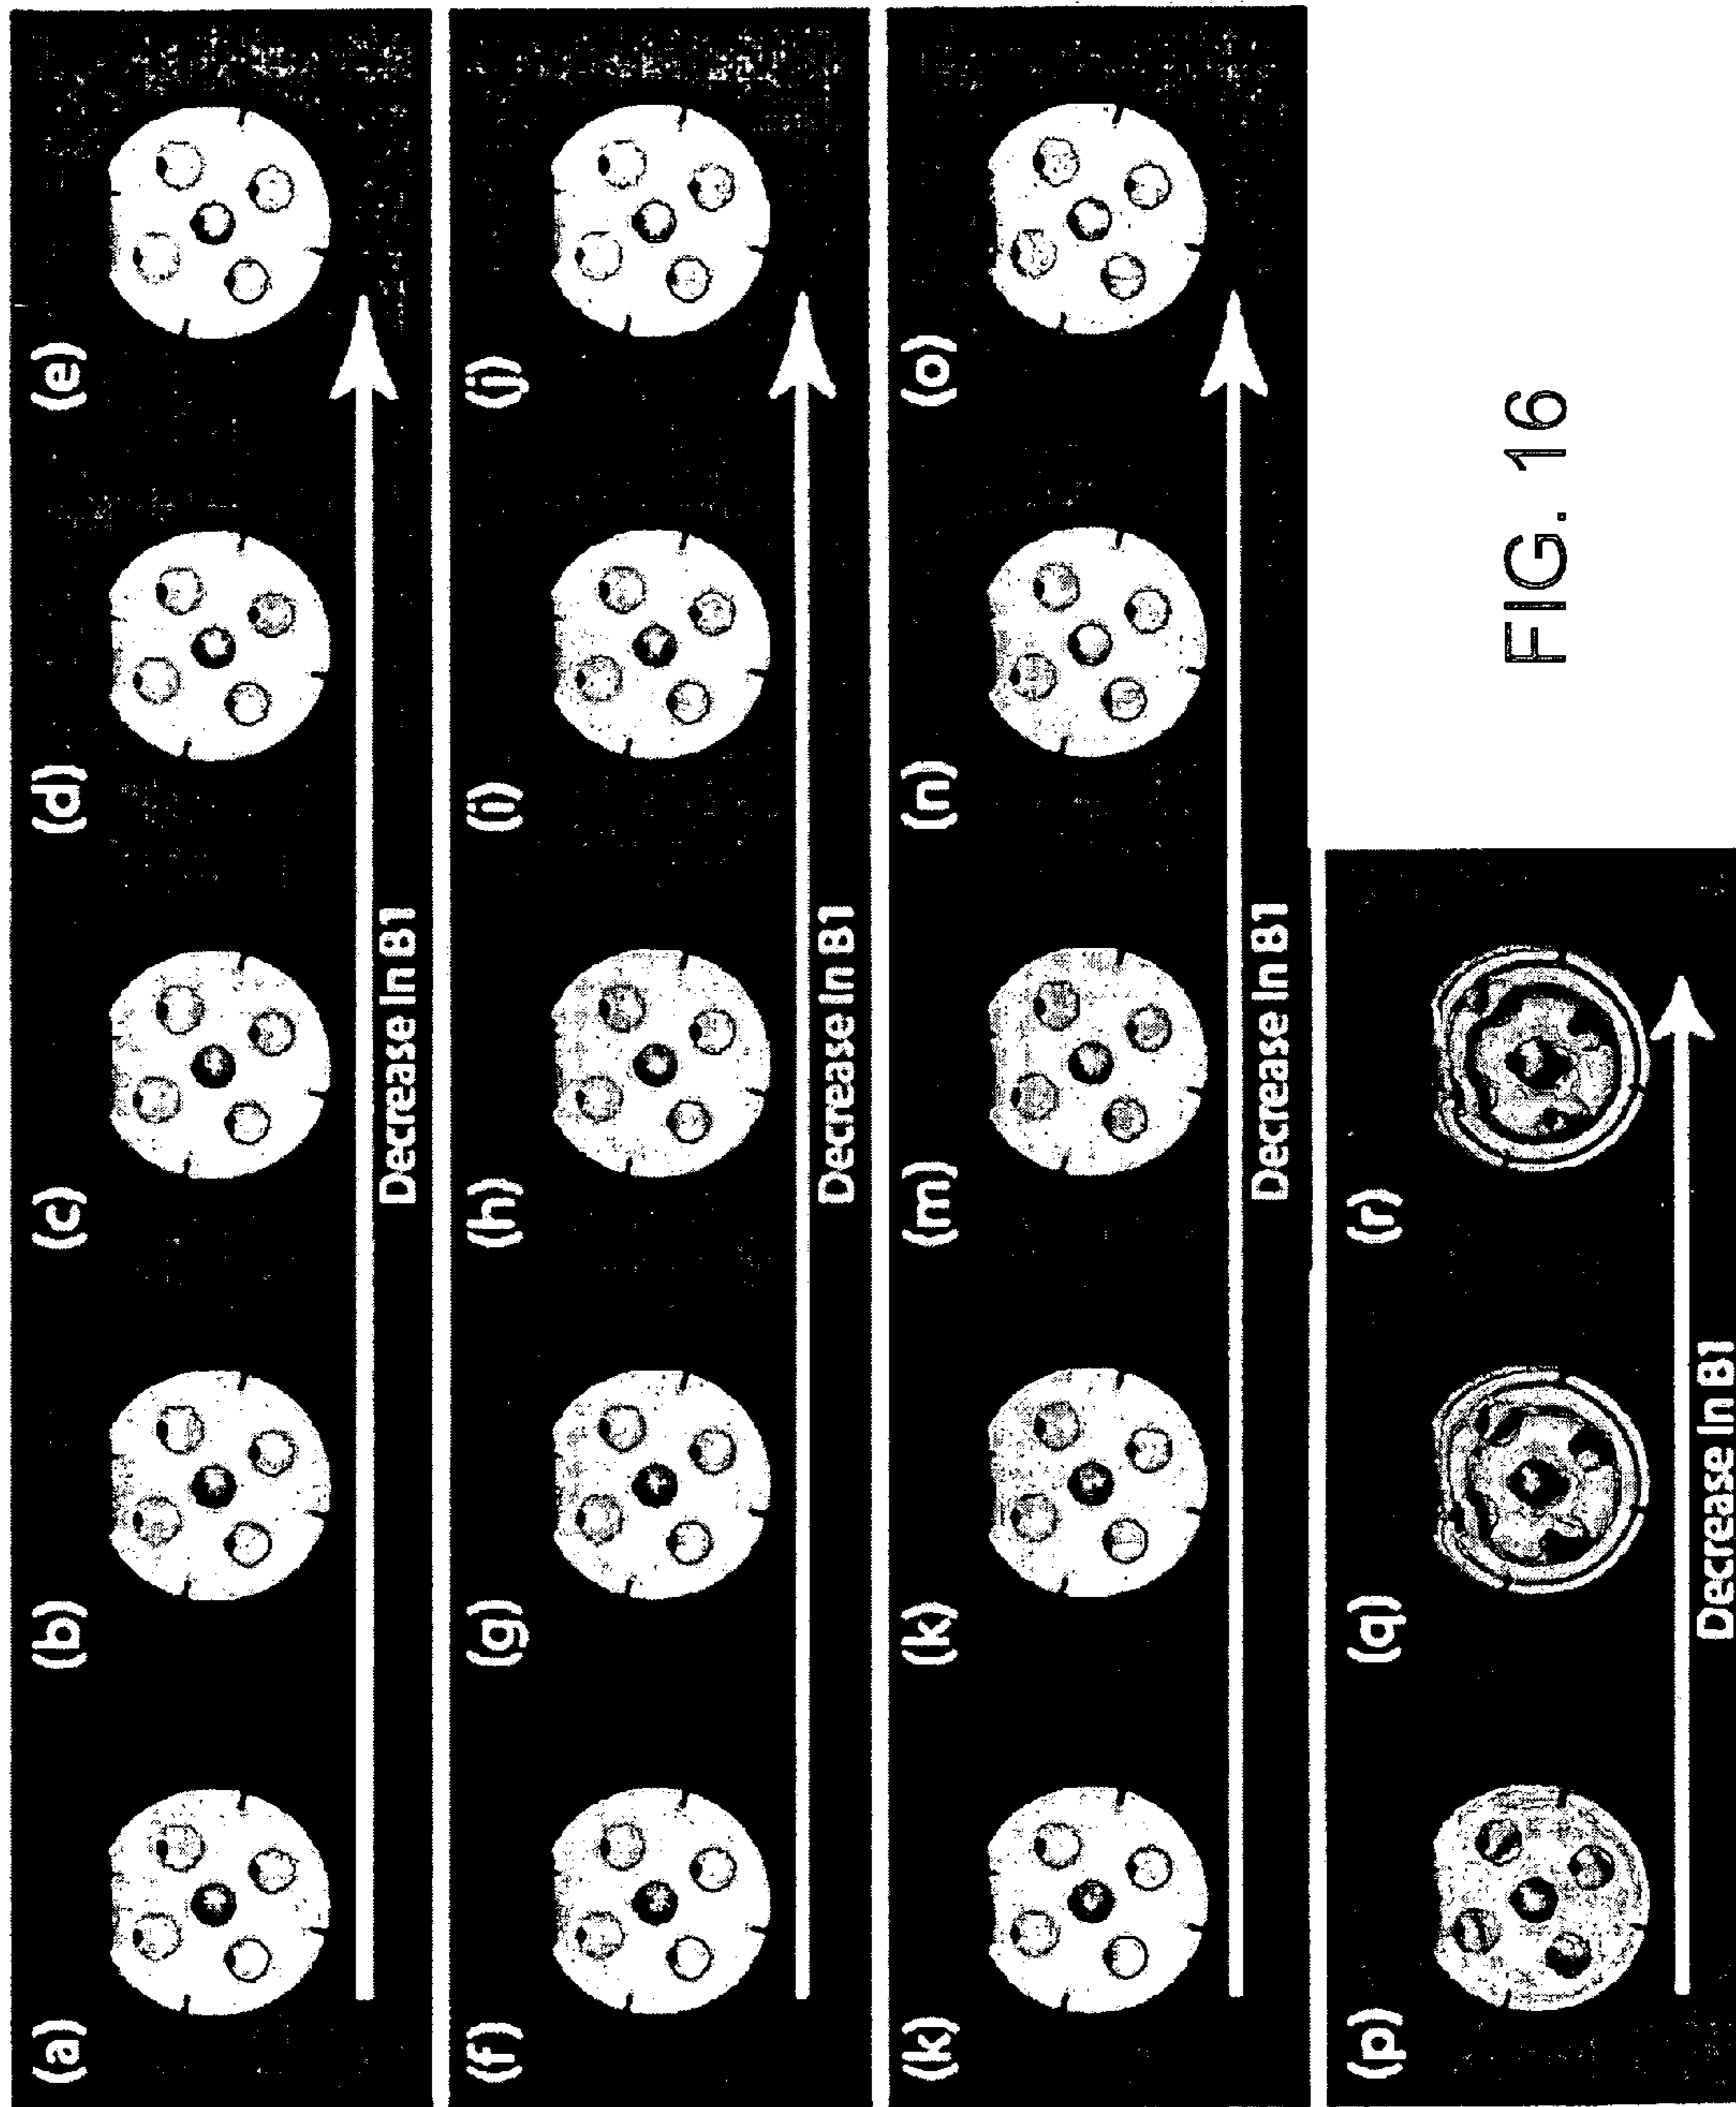 (a) (b) (c) (d) (e)
Decrease In B1
(f) (g) (h) (i) (j)
Decrease In B1
(k) (k) (m) (n) (o)
Decrease In B1
(p) (q) (r)
Decrease In B1
FIG. 16